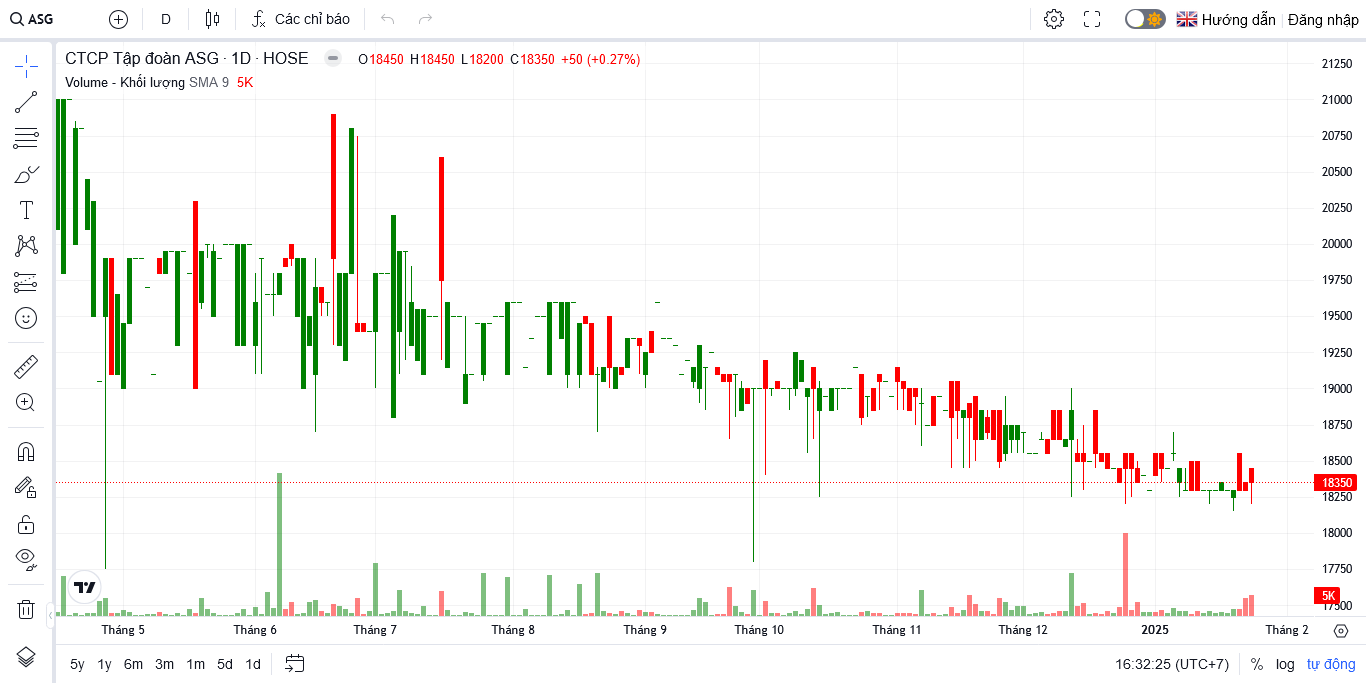 ASG D Các chỉ báo Hướng dẫn Đăng nhập
CTCP Tập đoàn ASG · 1D · HOSE O18450 H18450 L18200 C18350 +50 (+0.27%)
Volume - Khối lượng SMA 9 5K
21250
21000
20750
20500
20250
20000
19750
19500
19250
19000
18750
18500
18350
18250
18000
17750
5K
17500
Tháng 5 Tháng 6 Tháng 7 Tháng 8 Tháng 9 Tháng 10 Tháng 11 Tháng 12 2025 Tháng 2
5y 1y 6m 3m 1m 5d 1d 16:32:25 (UTC+7) % log tự động